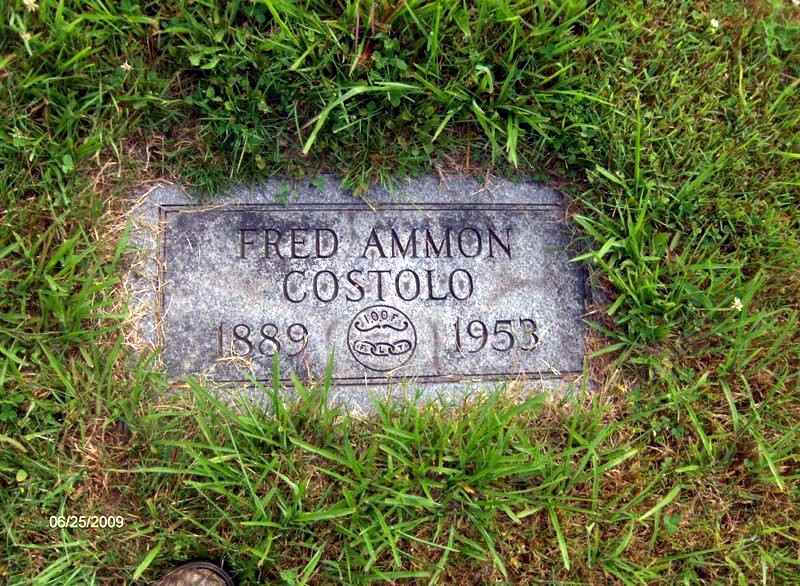 FRED AMMON
COSTOLO
1889 1953
IOOF
06/25/2009